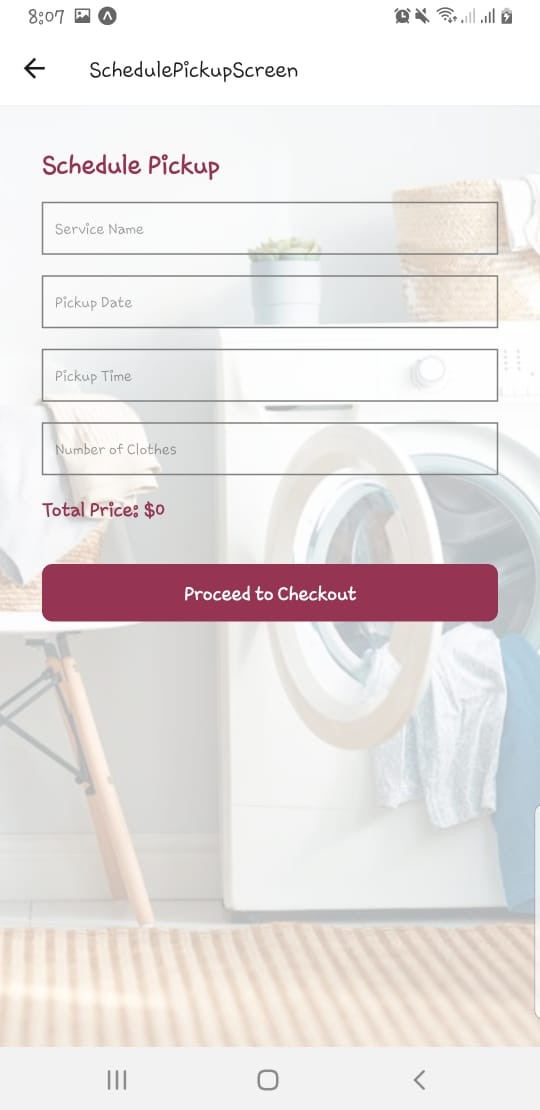 8:07
SchedulePickupScreen
Schedule Pickup
Service Name
Pickup Date
Pickup Time
Number of Clothes
Total Price: $0
Proceed to Checkout